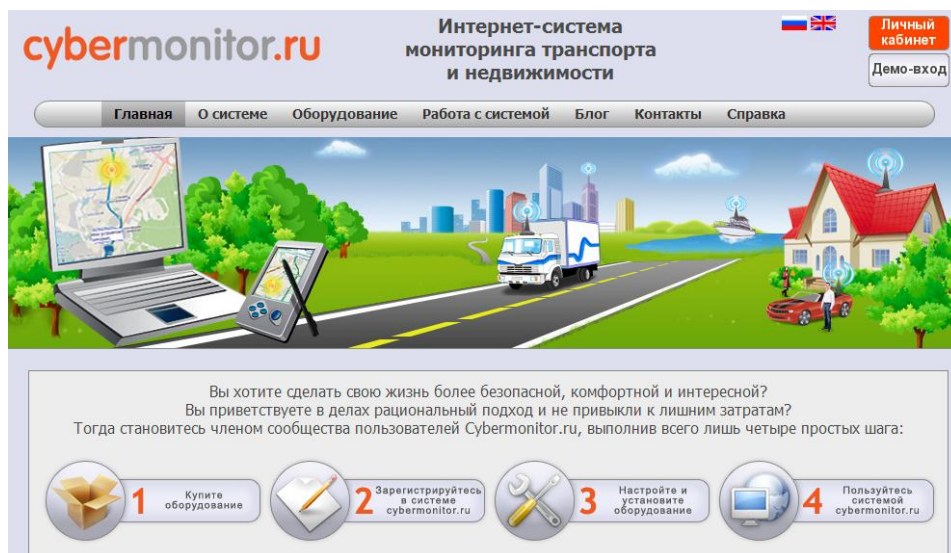 cybermonitor.ru
Интернет-система
мониторинга транспорта
и недвижимости
Личный
кабинет
Демо-вход
Главная О системе Оборудование Работа с системой Блог Контакты Справка
Вы хотите сделать свою жизнь более безопасной, комфортной и интересной?
Вы приветствуете в делах рациональный подход и не привыкли к лишним затратам?
Тогда становитесь членом сообщества пользователей Cybermonitor.ru, выполнив всего лишь четыре простых шага:
1 Купите
оборудование
2 Зарегистрируйтесь
в системе
cybermonitor.ru
3 Настройте и
установите
оборудование
4 Пользуйтесь
системой
cybermonitor.ru